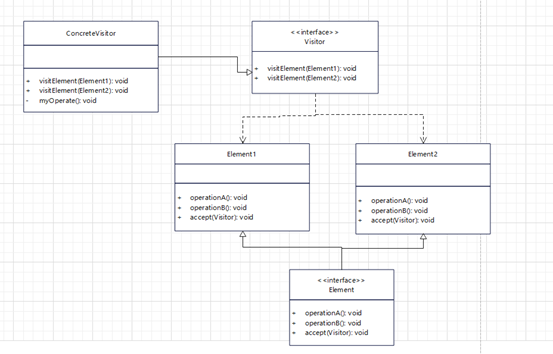 ConcreteVisitor
+ visitElement(Element1): void
+ visitElement(Element2): void
- myOperate(): void
<<interface>>
Visitor
+ visitElement(Element1): void
+ visitElement(Element2): void
Element1
+ operationA(): void
+ operationB(): void
+ accept(Visitor): void
Element2
+ operationA(): void
+ operationB(): void
+ accept(Visitor): void
<<interface>>
Element
+ operationA(): void
+ operationB(): void
+ accept(Visitor): void